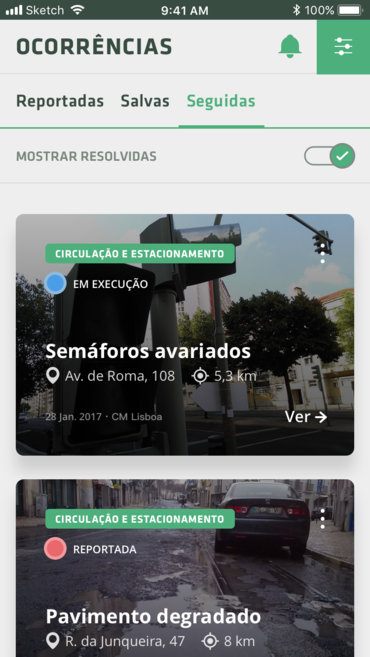 Sketch 9:41 AM 100%
OCORRÊNCIAS
Reportadas Salvas Seguidas
MOSTRAR RESOLVIDAS
CIRCULAÇÃO E ESTACIONAMENTO
EM EXECUÇÃO
Semáforos avariados
Av. de Roma, 108 5,3 km
28 Jan. 2017 · CM Lisboa Ver
CIRCULAÇÃO E ESTACIONAMENTO
REPORTADA
Pavimento degradado
R. da Junqueira, 47 8 km